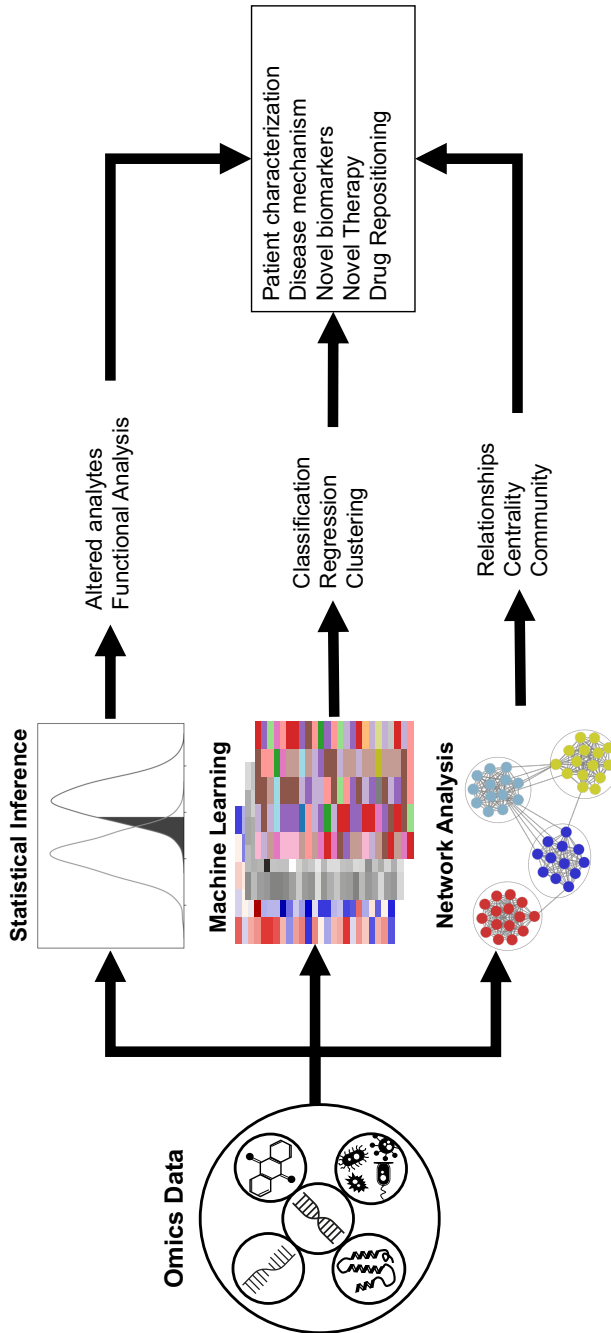 Omics Data
Statistical Inference
Altered analytes
Functional Analysis
Machine Learning
Classification
Regression
Clustering
Network Analysis
Relationships
Centrality
Community
Patient characterization
Disease mechanism
Novel biomarkers
Novel Therapy
Drug Repositioning